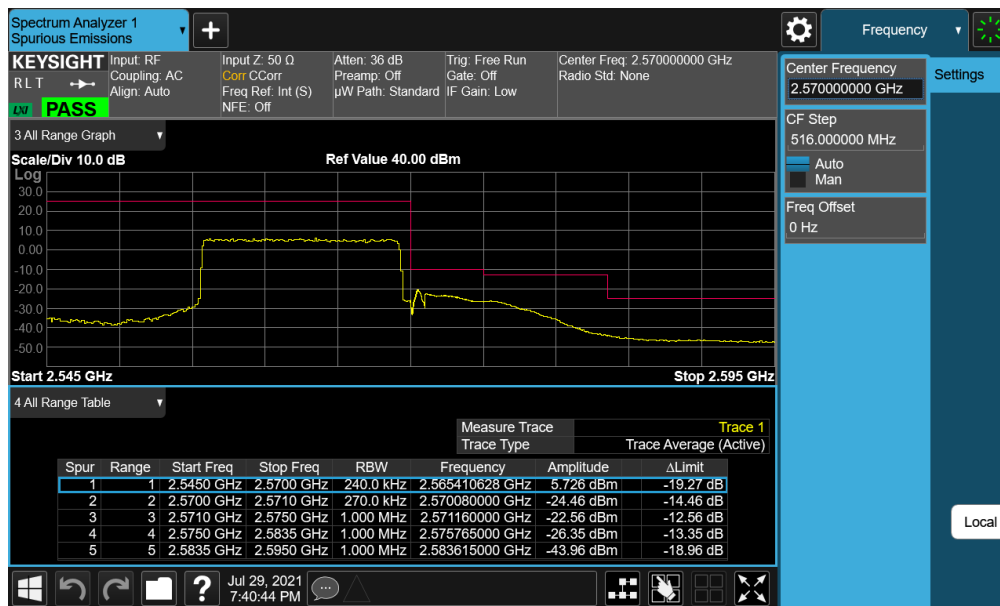 Spectrum Analyzer 1
Spurious Emissions
Frequency
KEYSIGHT
R L T
LXI
PASS
Input: RF
Coupling: AC
Align: Auto
Input Z: 50 Ω
Corr CCorr
Freq Ref: Int (S)
NFE: Off
Atten: 36 dB
Preamp: Off
µW Path: Standard
Trig: Free Run
Gate: Off
IF Gain: Low
Center Freq: 2.570000000 GHz
Radio Std: None
Center Frequency
2.570000000 GHz
Settings
CF Step
516.000000 MHz
Auto
Man
Freq Offset
0 Hz
Local
3 All Range Graph
Scale/Div 10.0 dB Ref Value 40.00 dBm
Log
30.0
20.0
10.0
0.00
-10.0
-20.0
-30.0
-40.0
-50.0
Start 2.545 GHz Stop 2.595 GHz
4 All Range Table
Measure Trace Trace 1
Trace Type Trace Average (Active)
Spur Range Start Freq Stop Freq RBW Frequency Amplitude ΔLimit
1 1 2.5450 GHz 2.5700 GHz 240.0 kHz 2.565410628 GHz 5.726 dBm -19.27 dB
2 2 2.5700 GHz 2.5710 GHz 270.0 kHz 2.570080000 GHz -24.46 dBm -14.46 dB
3 3 2.5710 GHz 2.5750 GHz 1.000 MHz 2.571160000 GHz -22.56 dBm -12.56 dB
4 4 2.5750 GHz 2.5835 GHz 1.000 MHz 2.575765000 GHz -26.35 dBm -13.35 dB
5 5 2.5835 GHz 2.5950 GHz 1.000 MHz 2.583615000 GHz -43.96 dBm -18.96 dB
Jul 29, 2021
7:40:44 PM